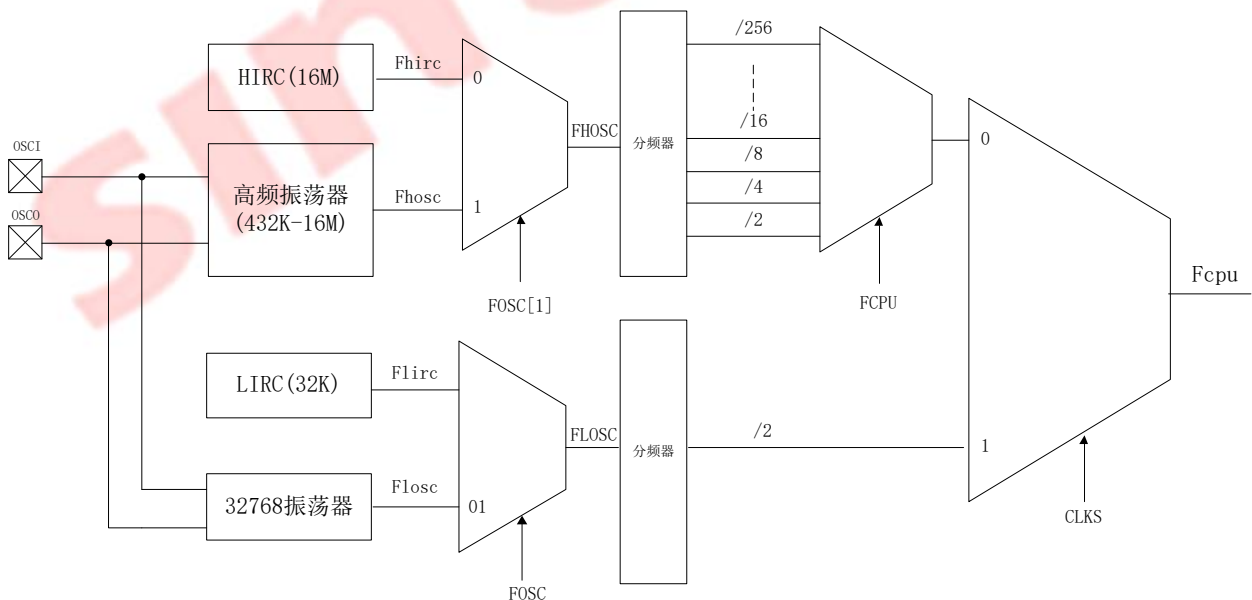 /256
HIRC(16M)
Fhirc
0
/16
FHOSC
分频器
0
OSCI
/8
高频振荡器
(432K-16M)
Fhosc
1
/4
OSCO
/2
FOSC[1]
FCPU
Fcpu
LIRC(32K)
Flirc
FLOSC
分频器
/2
1
32768振荡器
Flosc
01
CLKS
FOSC